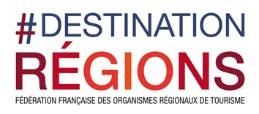 #DESTINATION
RÉGIONS
FÉDÉRATION FRANÇAISE DES ORGANISMES RÉGIONAUX DE TOURISME